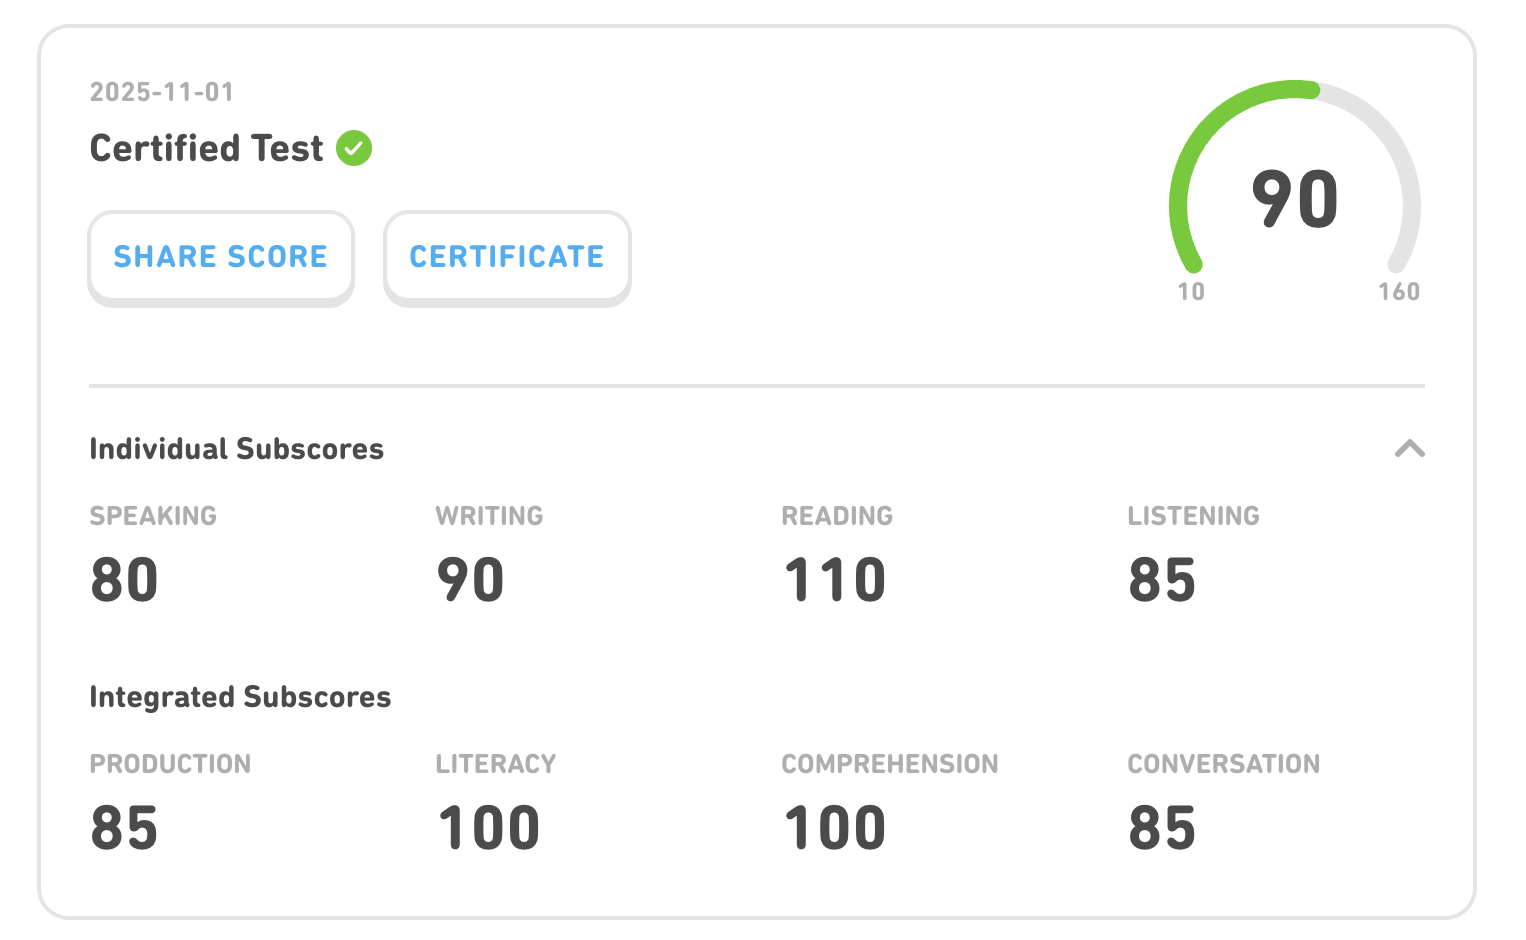 2025-11-01
Certified Test
SHARE SCORE CERTIFICATE
90
10 160
Individual Subscores
SPEAKING WRITING READING LISTENING
80 90 110 85
Integrated Subscores
PRODUCTION LITERACY COMPREHENSION CONVERSATION
85 100 100 85